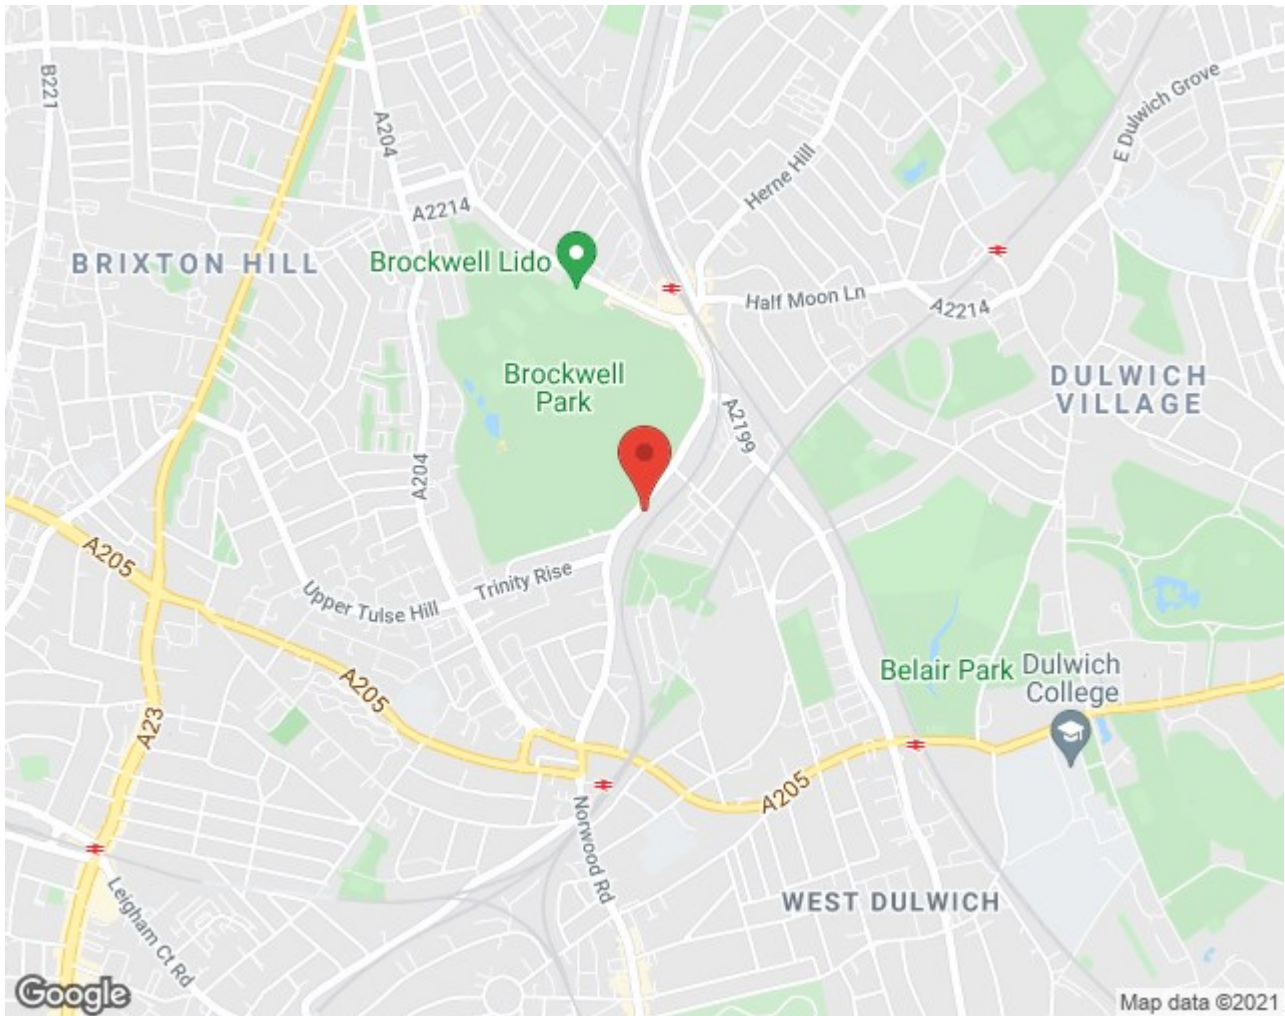 B221
A204
E Dulwich Grove
Herne Hill
A2214
BRIXTON HILL
Brockwell Lido
Half Moon Ln
A2214
Brockwell
Park
DULWICH
VILLAGE
A2199
A204
A205
Trinity Rise
Upper Tulse Hill
Belair Park
Dulwich
College
A205
A23
A205
Norwood Rd
Leigham Ct Rd
WEST DULWICH
Google
Map data ©2021